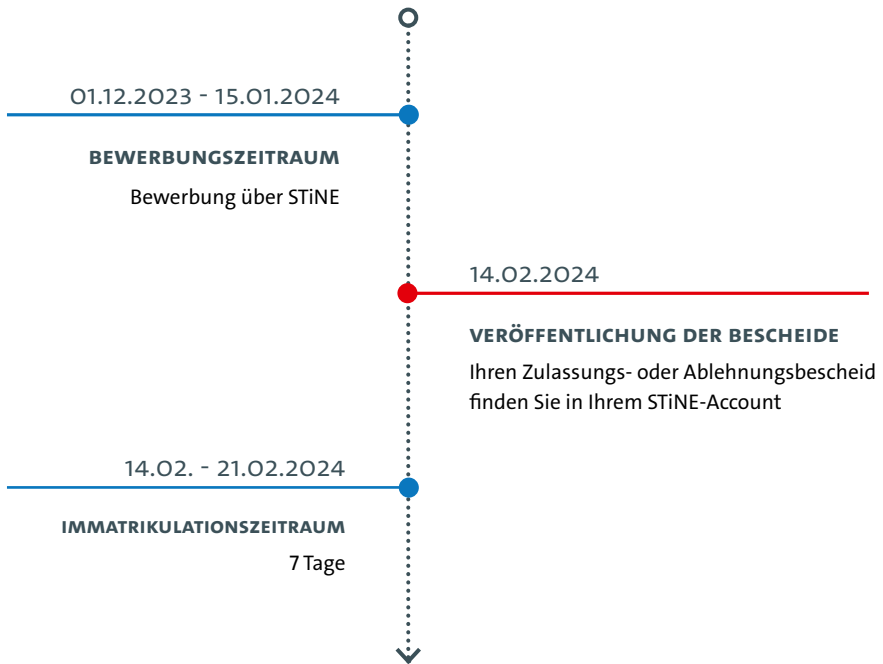 01.12.2023 - 15.01.2024
BEWERBUNGSZEITRAUM
Bewerbung über STiNE
14.02.2024
VERÖFFENTLICHUNG DER BESCHEIDE
Ihren Zulassungs- oder Ablehnungsbescheid
finden Sie in Ihrem STiNE-Account
14.02. - 21.02.2024
IMMATRIKULATIONSZEITRAUM
7 Tage